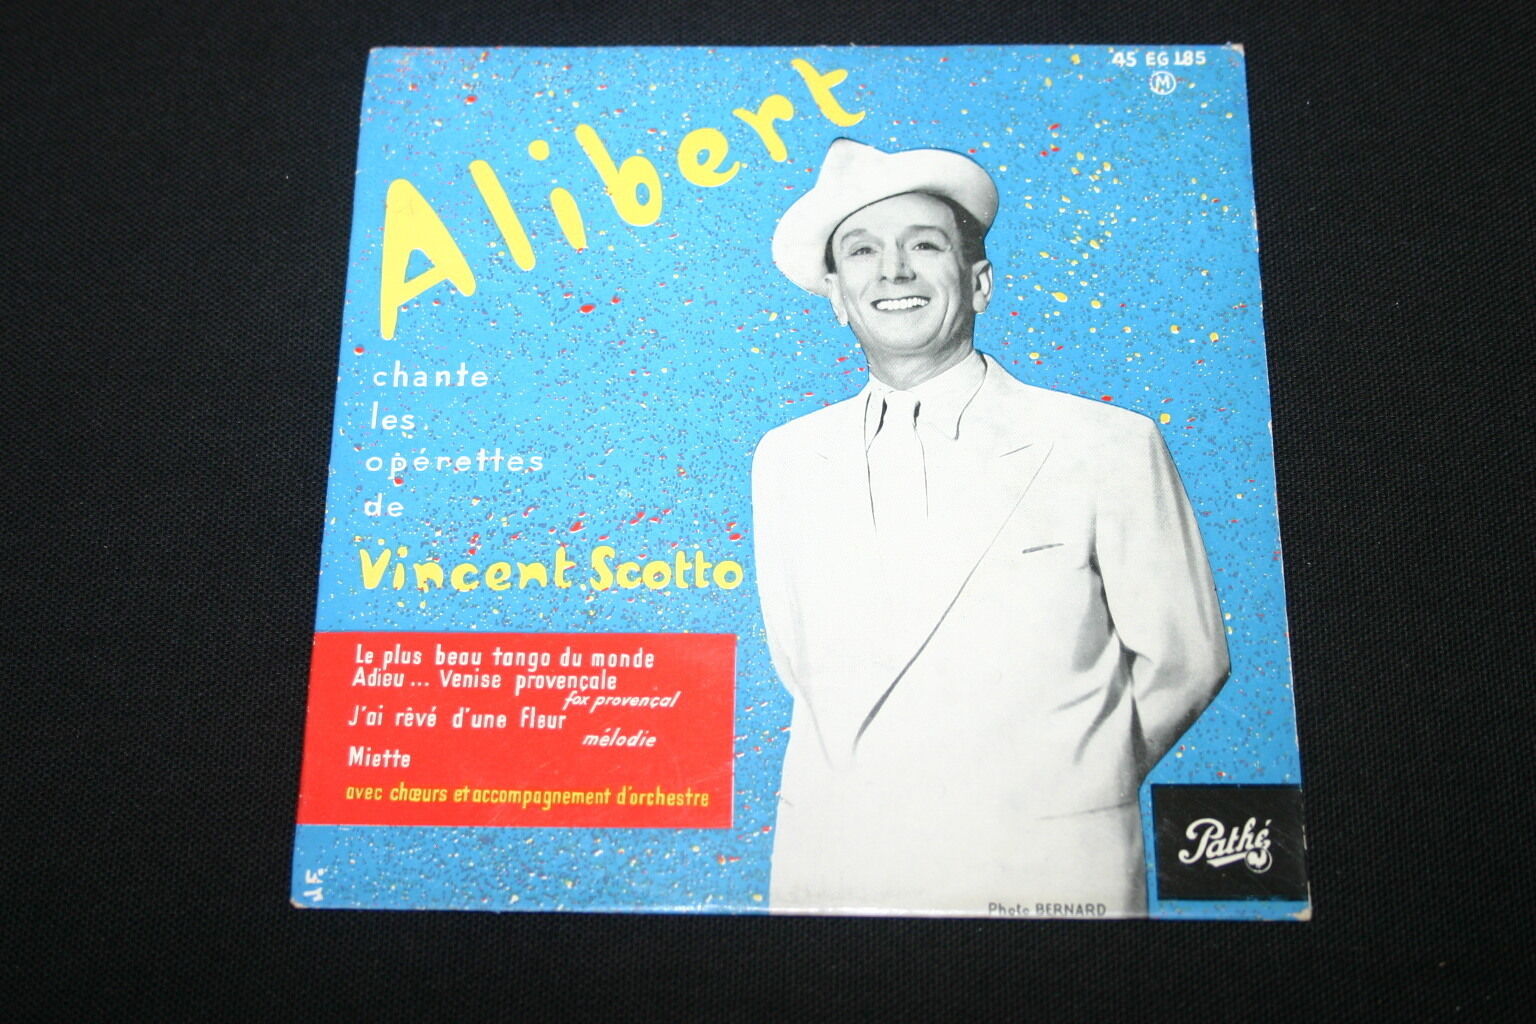 45 EG 185
M
Alibert
chante
les
opérettes
de
Vincent Scotto
Le plus beau tango du monde
Adieu... Venise provençale
fox provençal
J'ai rêvé d'une Fleur
mélodie
Miette
avec chœurs et accompagnement d'orchestre
Pathé
J.F.
Photo BERNARD